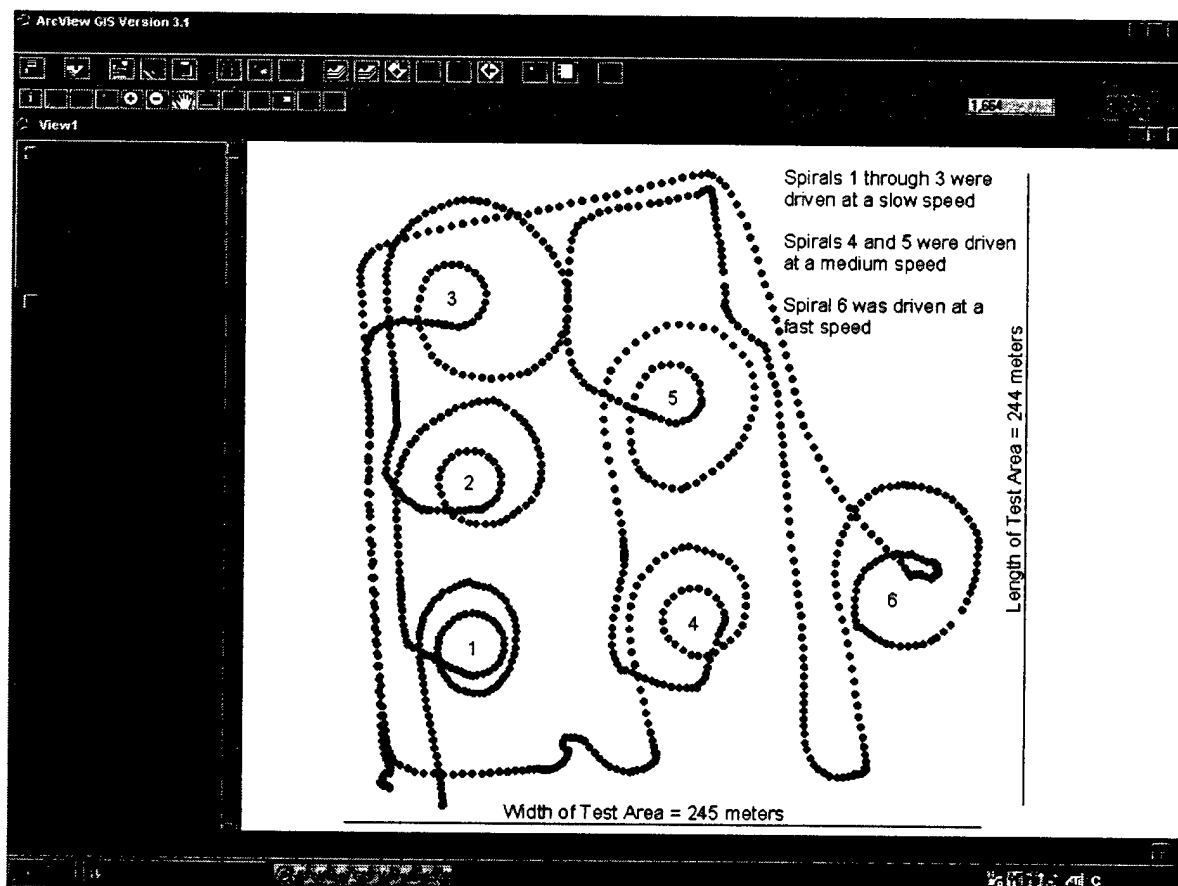 ArcView GIS Version 3.1
1,664
View1
Spirals 1 through 3 were
driven at a slow speed
Spirals 4 and 5 were driven
at a medium speed
Spiral 6 was driven at a
fast speed
3
5
2
6
4
1
Length of Test Area = 244 meters
Width of Test Area = 245 meters